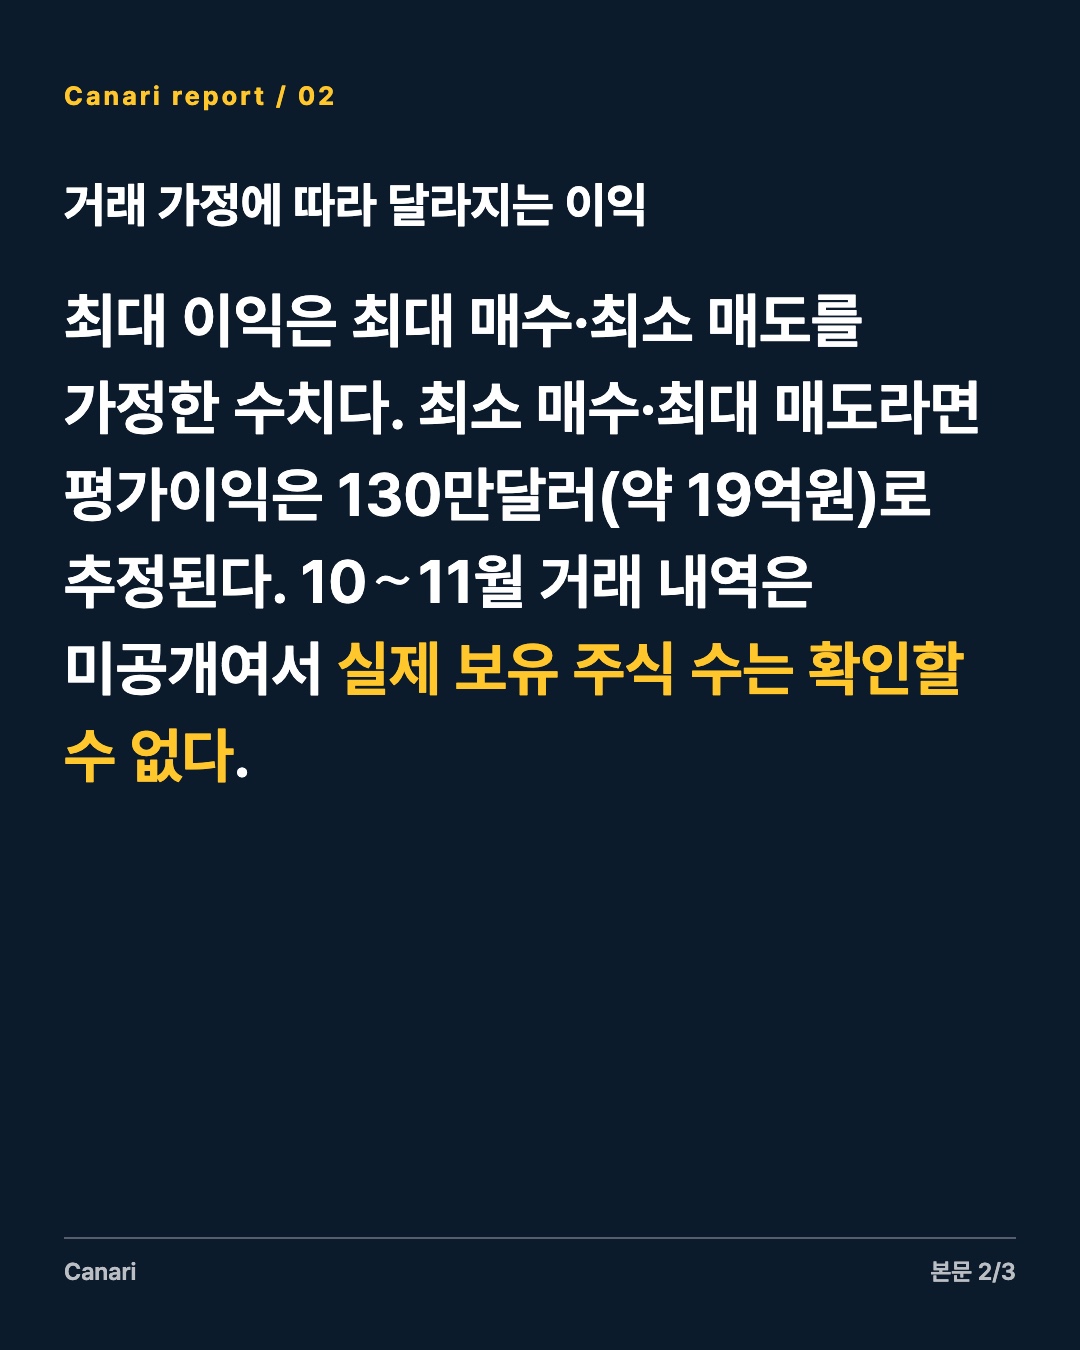 Canari report / 02
거래 가정에 따라 달라지는 이익
최대 이익은 최대 매수·최소 매도를
가정한 수치다. 최소 매수·최대 매도라면
평가이익은 130만달러(약 19억원)로
추정된다. 10~11월 거래 내역은
미공개여서 실제 보유 주식 수는 확인할
수 없다.
Canari
본문 2/3